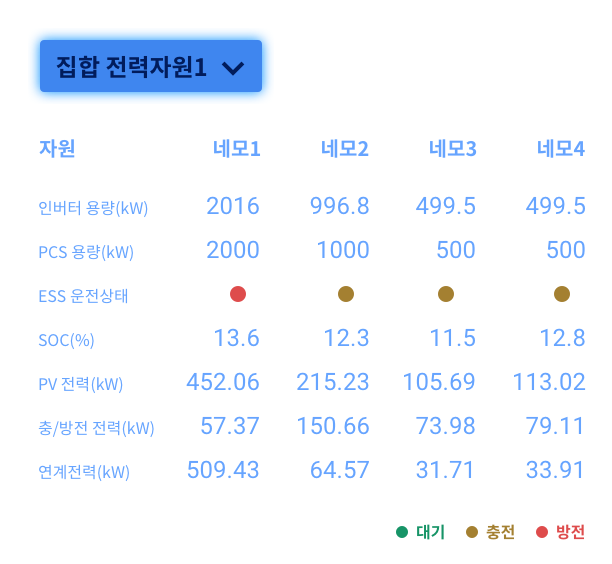 집합 전력자원1
자원 네모1 네모2 네모3 네모4
인버터 용량(kW) 2016 996.8 499.5 499.5
PCS 용량(kW) 2000 1000 500 500
ESS 운전상태
SOC(%) 13.6 12.3 11.5 12.8
PV 전력(kW) 452.06 215.23 105.69 113.02
충/방전 전력(kW) 57.37 150.66 73.98 79.11
연계전력(kW) 509.43 64.57 31.71 33.91
대기 충전 방전